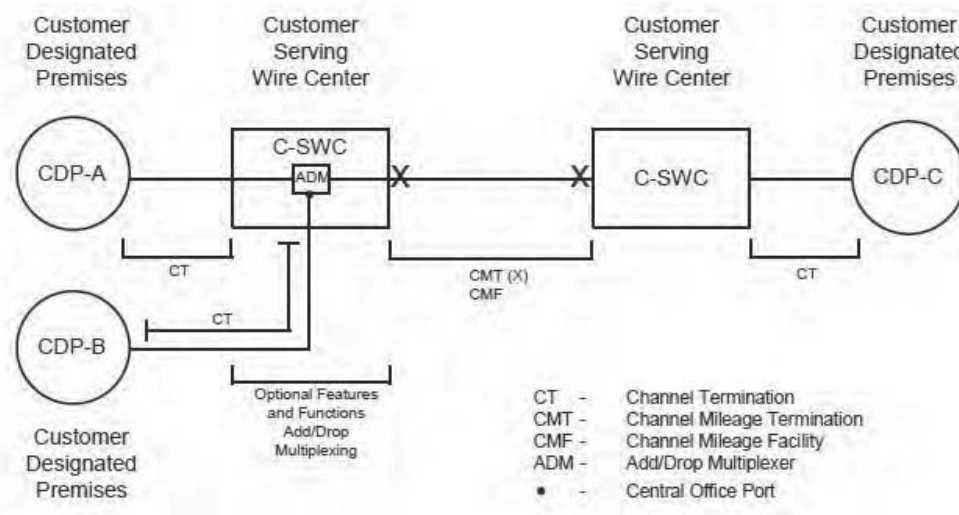 Customer
Designated
Premises
Customer
Serving
Wire Center
Customer
Serving
Wire Center
Customer
Designated
Premises
CDP-A
C-SWC
ADM
X
X
C-SWC
CDP-C
CT
CMT (X)
CMF
CT
CT
CDP-B
Optional Features
and Functions
Add/Drop
Multiplexing
Customer
Designated
Premises
CT - Channel Termination
CMT - Channel Mileage Termination
CMF - Channel Mileage Facility
ADM - Add/Drop Multiplexer
• - Central Office Port